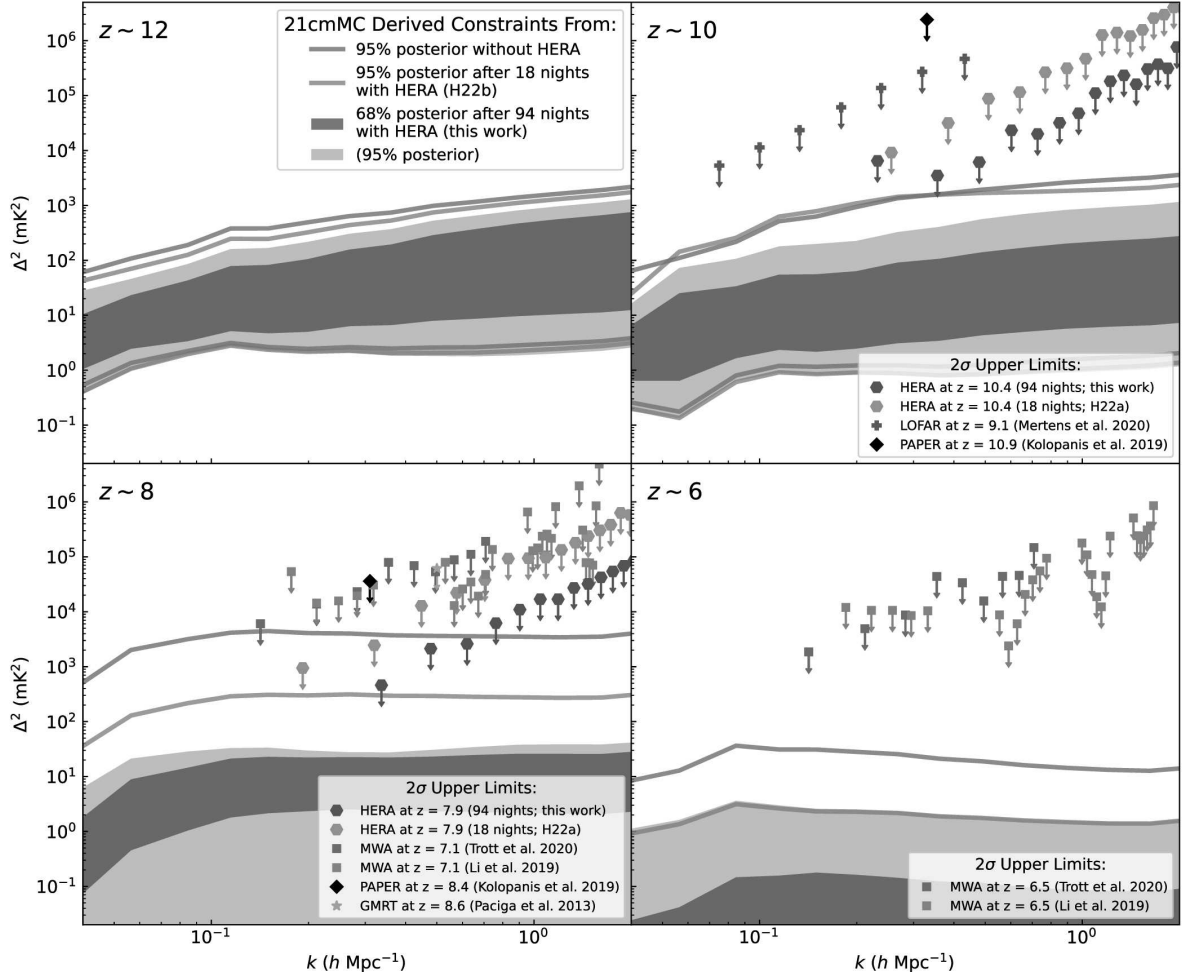 z ~ 12
21cmMC Derived Constraints From:
95% posterior without HERA
95% posterior after 18 nights
with HERA (H22b)
68% posterior after 94 nights
with HERA (this work)
(95% posterior)
10⁶
10⁵
10⁴
10³
10²
10¹
10⁰
10⁻¹
Δ² (mK²)
z ~ 10
2σ Upper Limits:
HERA at z = 10.4 (94 nights; this work)
HERA at z = 10.4 (18 nights; H22a)
LOFAR at z = 9.1 (Mertens et al. 2020)
PAPER at z = 10.9 (Kolopanis et al. 2019)
z ~ 8
10⁶
10⁵
10⁴
10³
10²
10¹
10⁰
10⁻¹
Δ² (mK²)
2σ Upper Limits:
HERA at z = 7.9 (94 nights; this work)
HERA at z = 7.9 (18 nights; H22a)
MWA at z = 7.1 (Trott et al. 2020)
MWA at z = 7.1 (Li et al. 2019)
PAPER at z = 8.4 (Kolopanis et al. 2019)
GMRT at z = 8.6 (Paciga et al. 2013)
10⁻¹
10⁰
k (h Mpc⁻¹)
z ~ 6
2σ Upper Limits:
MWA at z = 6.5 (Trott et al. 2020)
MWA at z = 6.5 (Li et al. 2019)
10⁻¹
10⁰
k (h Mpc⁻¹)